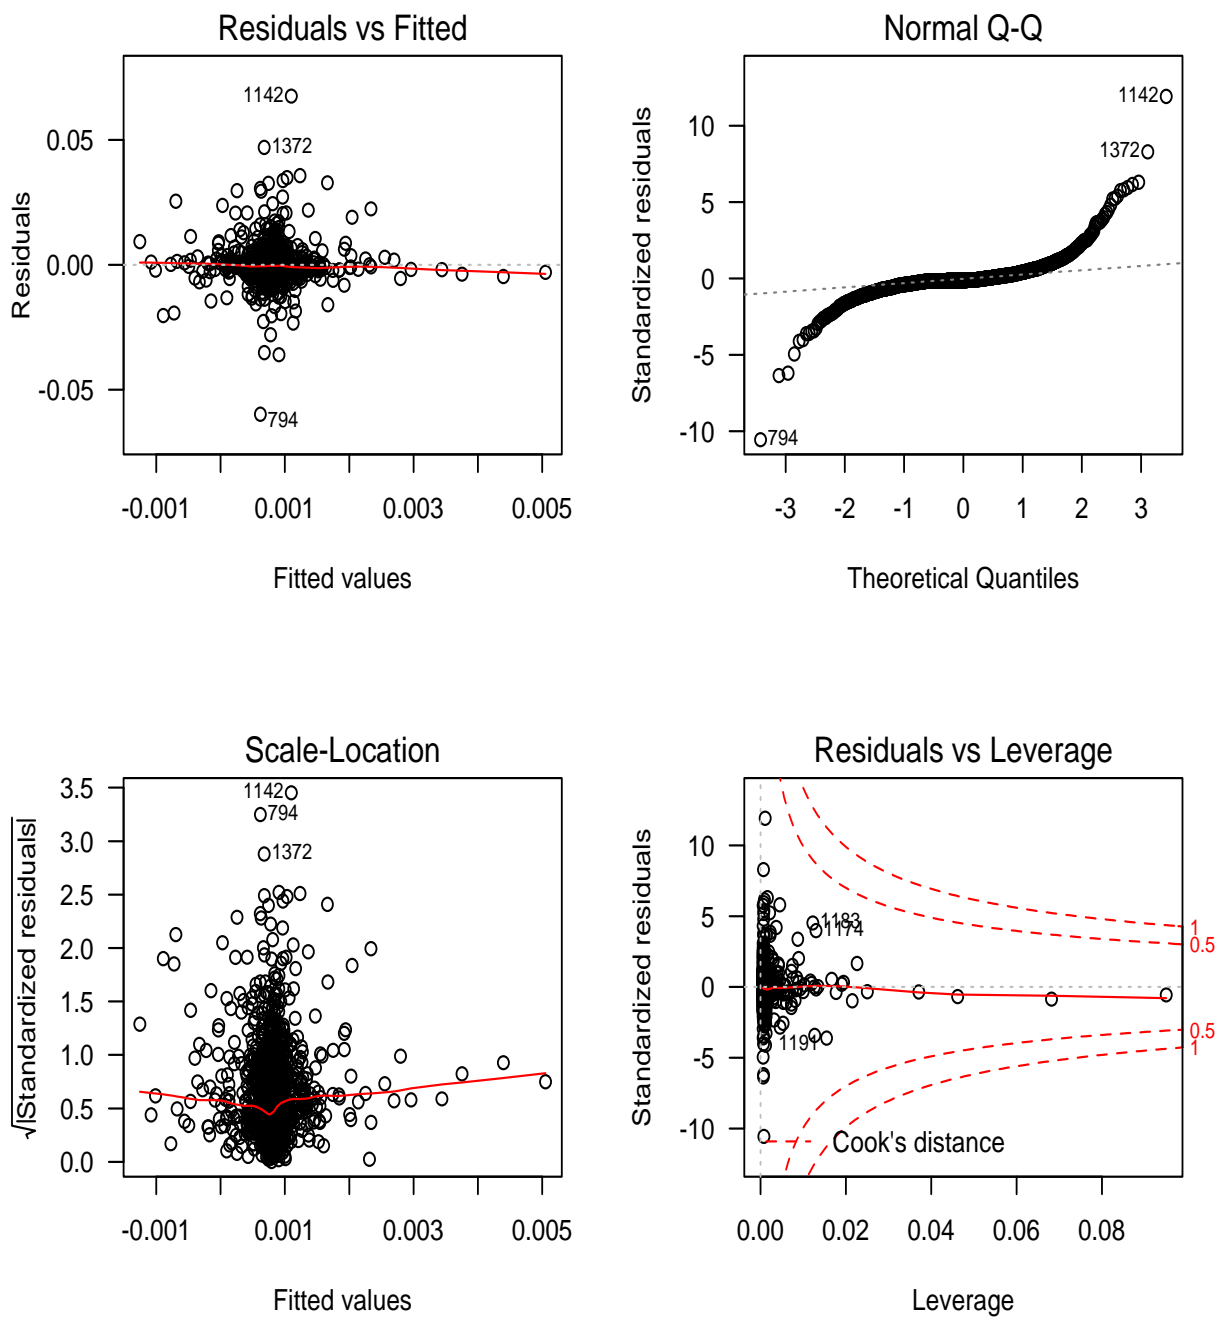 Residuals vs Fitted
Residuals
0.05
0.00
-0.05
1142
1372
794
-0.001 0.001 0.003 0.005
Fitted values
Normal Q-Q
Standardized residuals
10
5
0
-5
-10
1142
1372
794
-3 -2 -1 0 1 2 3
Theoretical Quantiles
Scale-Location
√|Standardized residuals|
3.5
3.0
2.5
2.0
1.5
1.0
0.5
0.0
1142
794
1372
-0.001 0.001 0.003 0.005
Fitted values
Residuals vs Leverage
Standardized residuals
10
5
0
-5
-10
1183
1174
1191
1
0.5
0.5
1
Cook's distance
0.00 0.02 0.04 0.06 0.08
Leverage